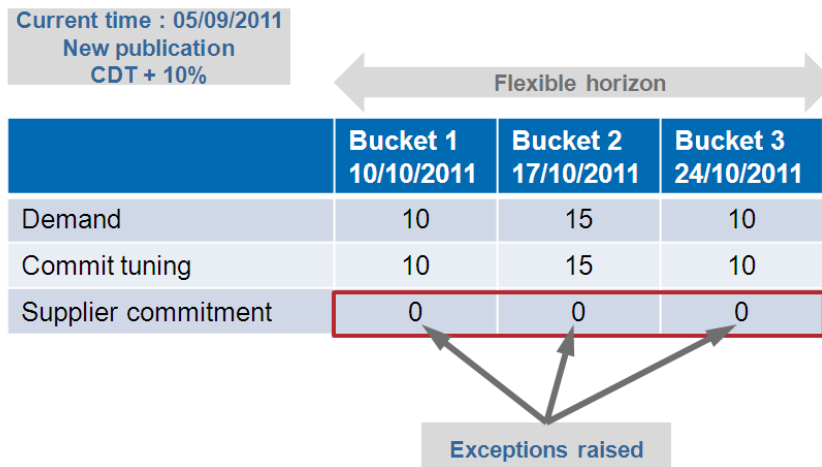 Current time : 05/09/2011
New publication
CDT + 10%
Flexible horizon
Bucket 1 Bucket 2 Bucket 3
10/10/2011 17/10/2011 24/10/2011
Demand 10 15 10
Commit tuning 10 15 10
Supplier commitment 0 0 0
Exceptions raised